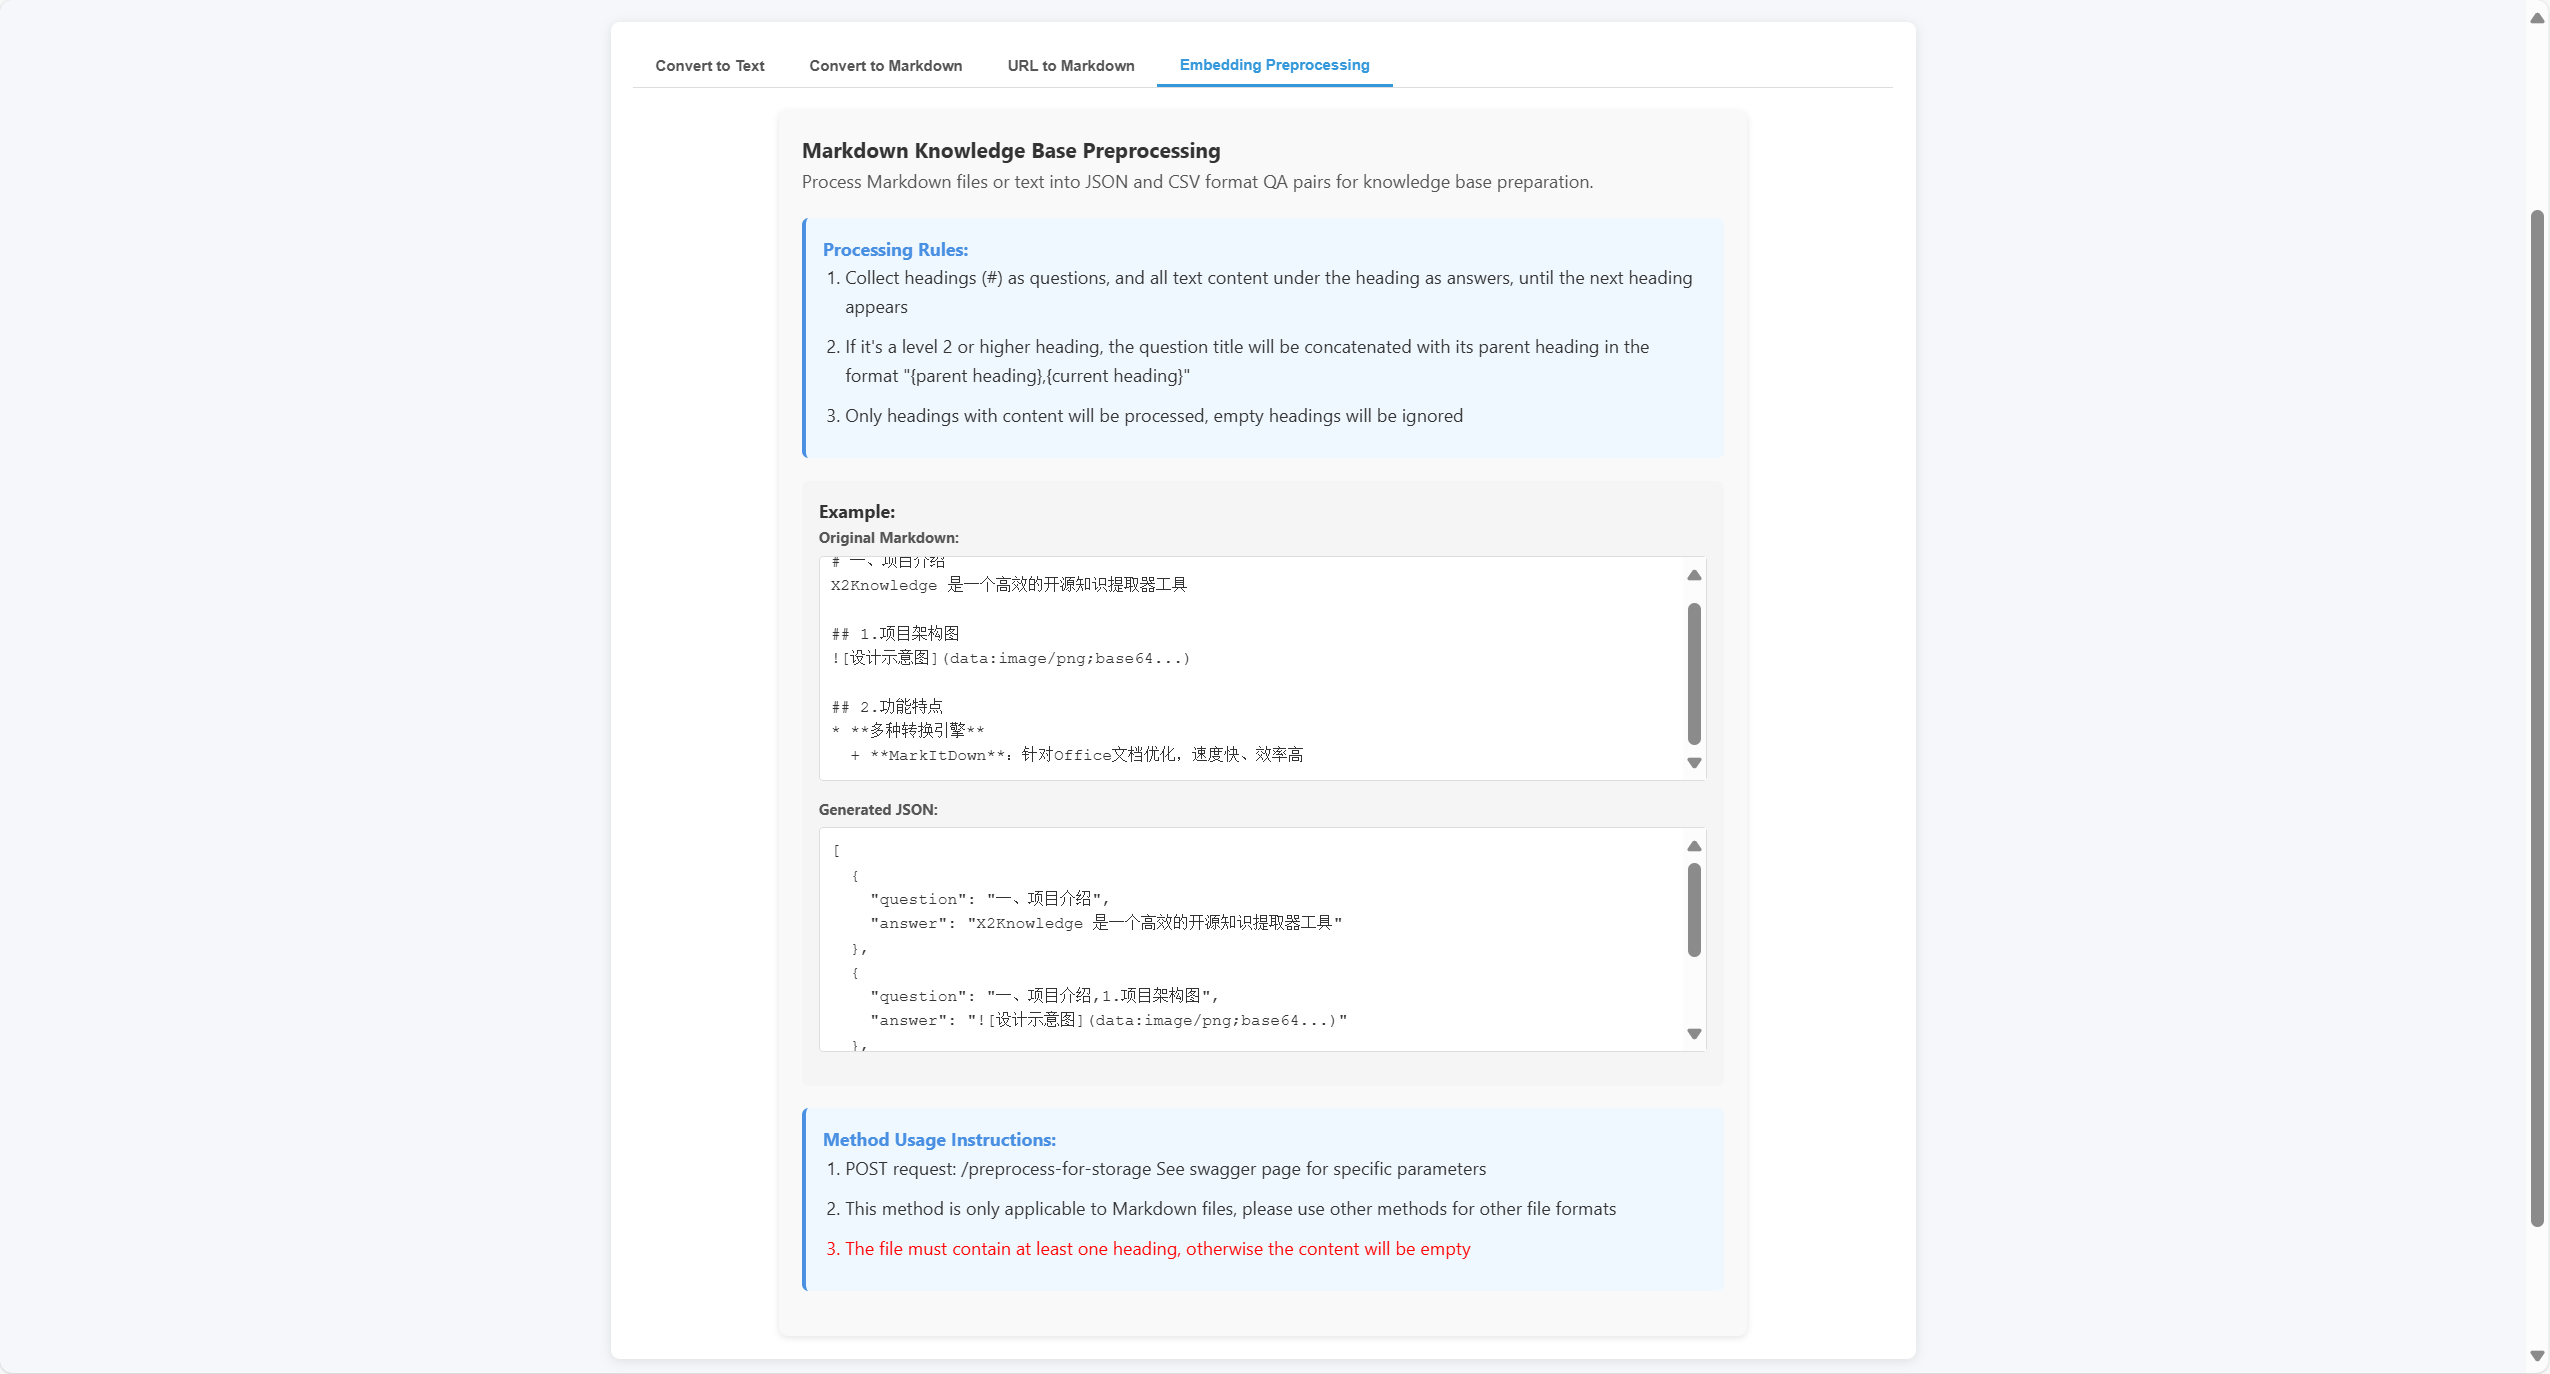 Convert to Text
Convert to Markdown
URL to Markdown
Embedding Preprocessing
Markdown Knowledge Base Preprocessing
Process Markdown files or text into JSON and CSV format QA pairs for knowledge base preparation.
Processing Rules:
1. Collect headings (#) as questions, and all text content under the heading as answers, until the next heading
appears
2. If it's a level 2 or higher heading, the question title will be concatenated with its parent heading in the
format "{parent heading},{current heading}"
3. Only headings with content will be processed, empty headings will be ignored
Example:
Original Markdown:
# 一、项目介绍
X2Knowledge 是一个高效的开源知识提取器工具
## 1.项目架构图
![设计示意图](data:image/png;base64...)
## 2.功能特点
* **多种转换引擎**
  + **MarkItDown**: 针对Office文档优化，速度快、效率高
Generated JSON:
[
  {
    "question": "一、项目介绍",
    "answer": "X2Knowledge 是一个高效的开源知识提取器工具"
  },
  {
    "question": "一、项目介绍,1.项目架构图",
    "answer": "![设计示意图](data:image/png;base64...)"
  },
Method Usage Instructions:
1. POST request: /preprocess-for-storage See swagger page for specific parameters
2. This method is only applicable to Markdown files, please use other methods for other file formats
3. The file must contain at least one heading, otherwise the content will be empty